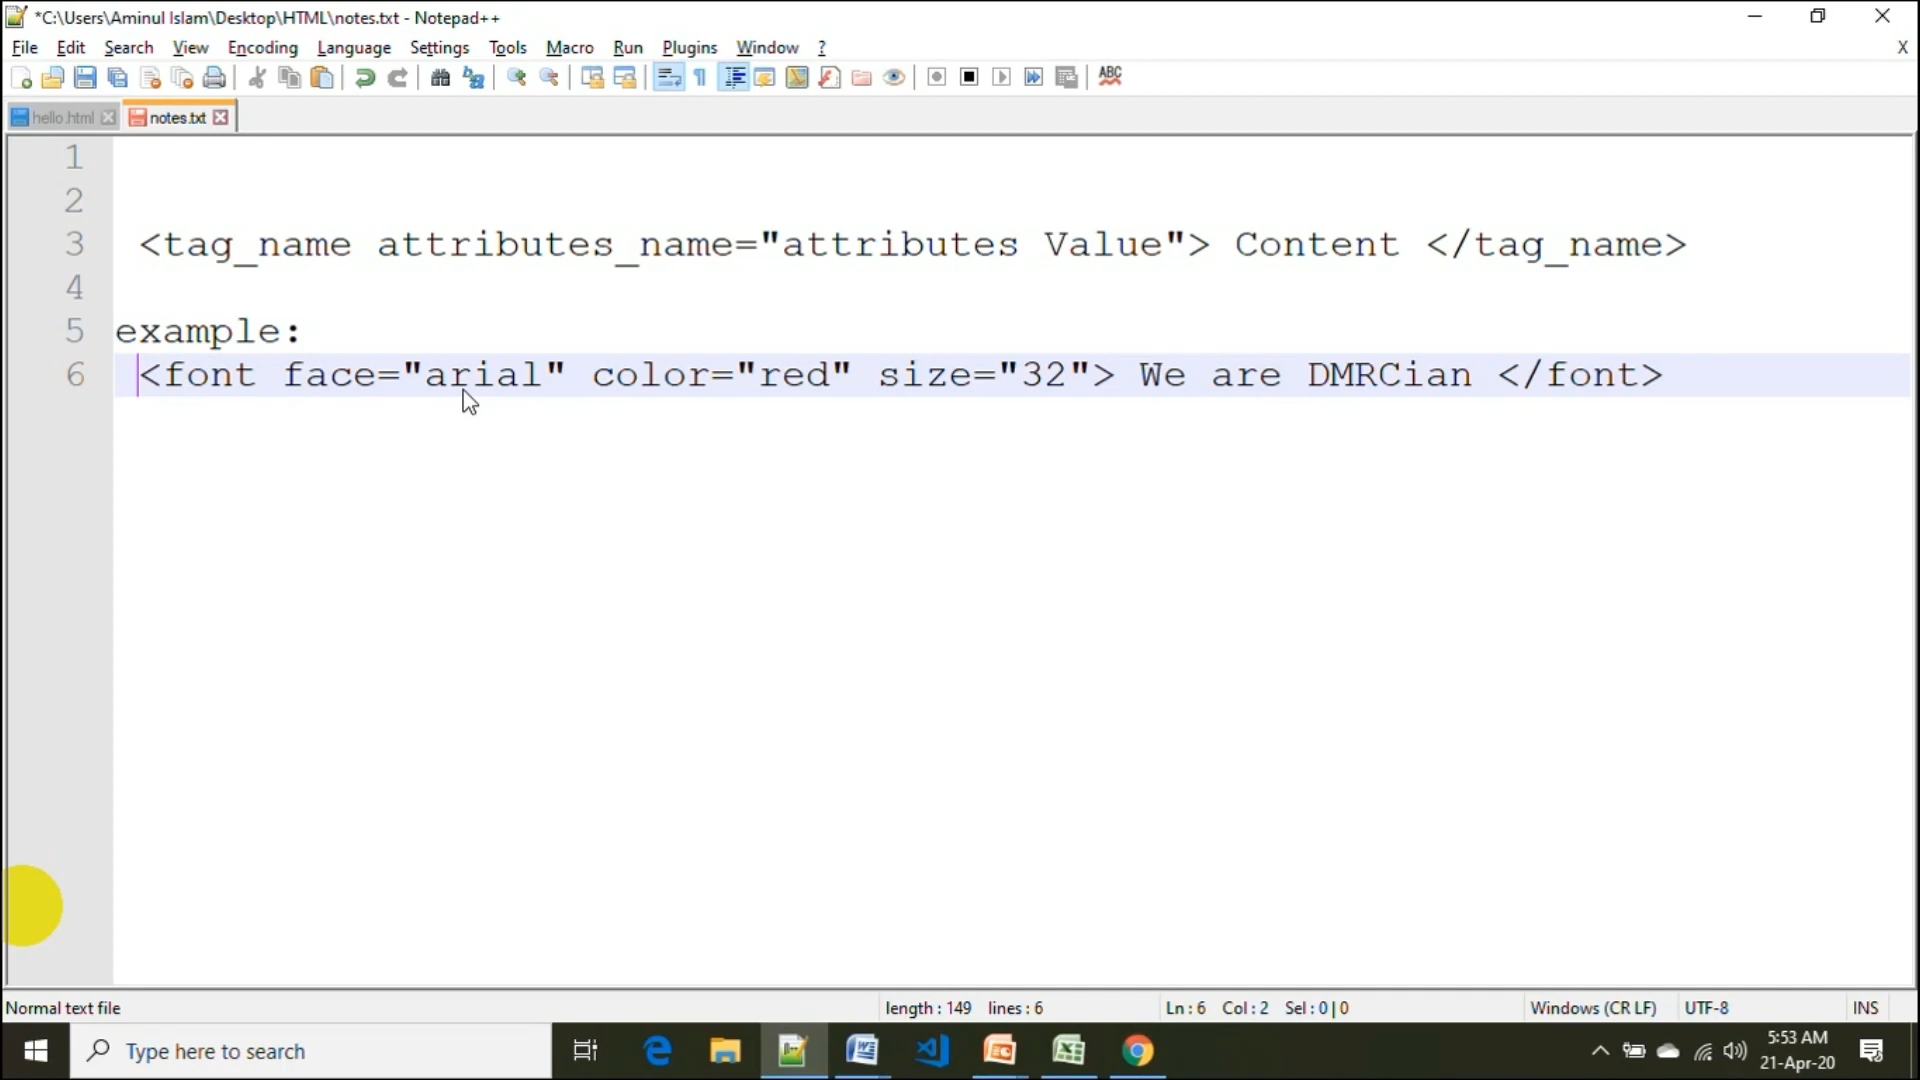 *C:\Users\Aminul Islam\Desktop\HTML\notes.txt - Notepad++
File Edit Search View Encoding Language Settings Tools Macro Run Plugins Window ? X
ABC
hello.html notes.txt
1
2
3 <tag_name attributes_name="attributes Value"> Content </tag_name>
4
5 example:
6 <font face="arial" color="red" size="32"> We are DMRCian </font>
Normal text file length : 149 lines : 6 Ln : 6 Col : 2 Sel : 0 | 0 Windows (CR LF) UTF-8 INS
Type here to search
5:53 AM
21-Apr-20